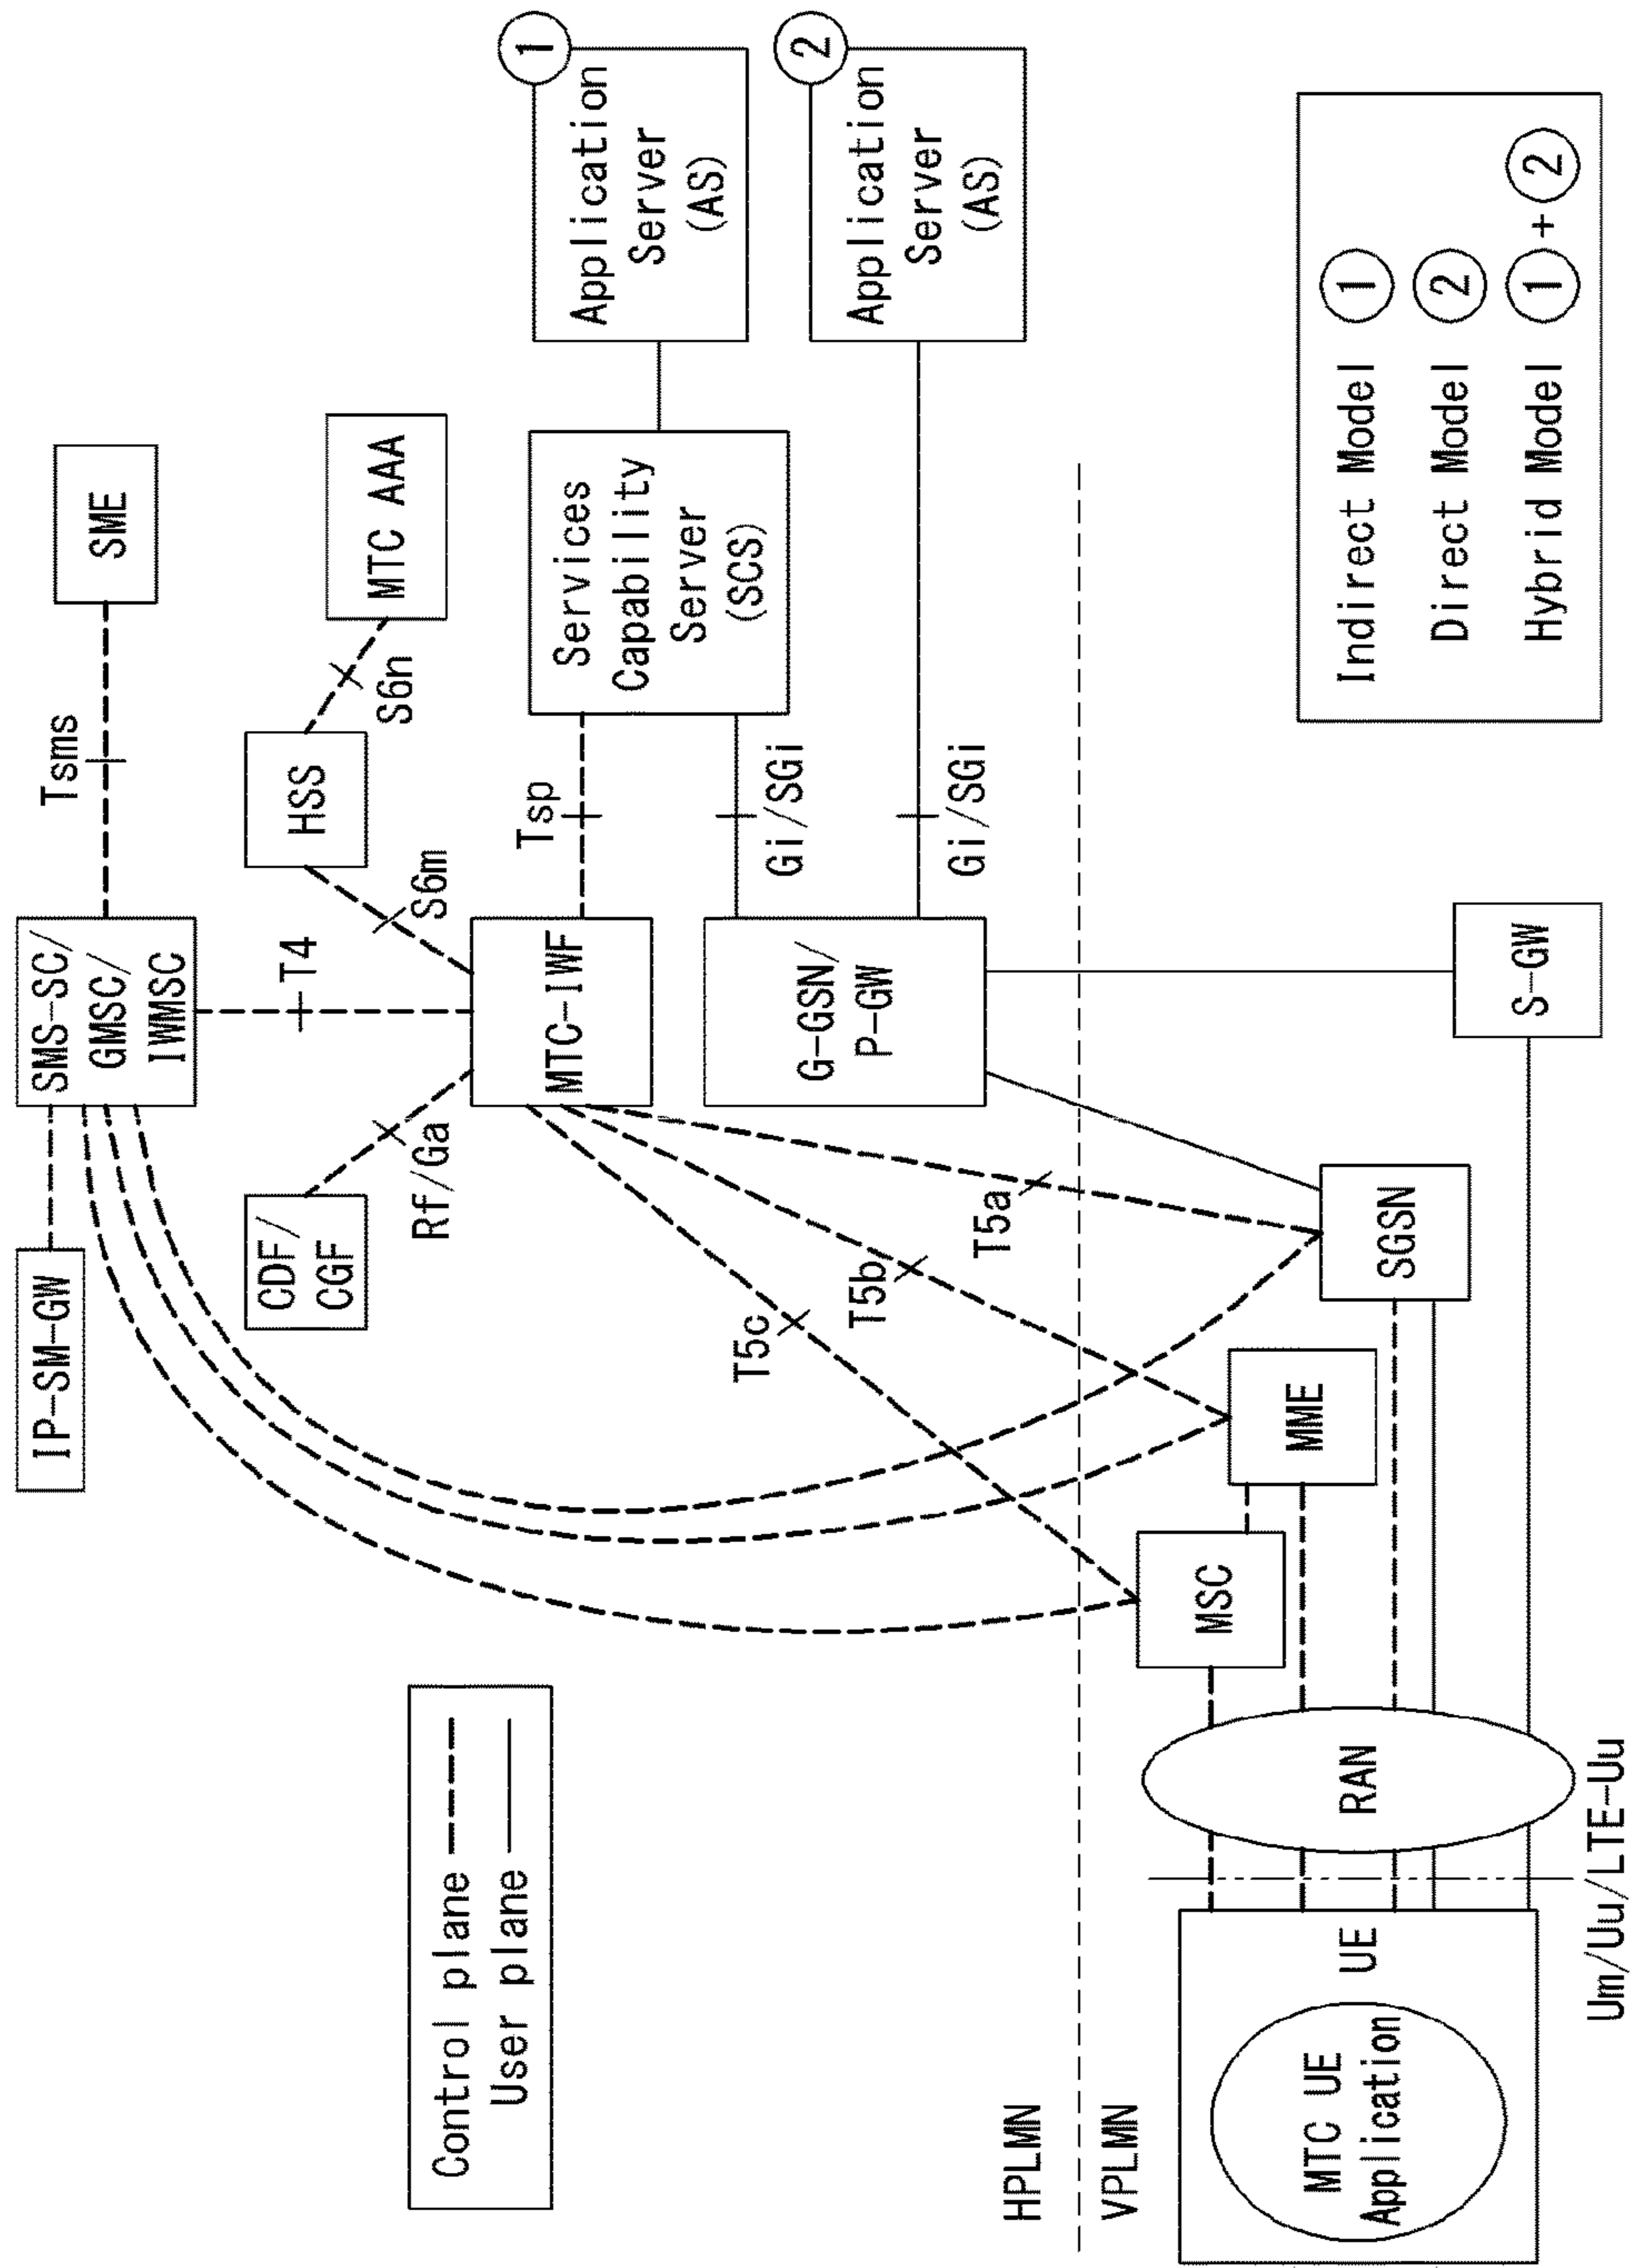 SMS-SC/
GMSC/
IWMSC
Tsms
SME
IP-SM-GW
T4
HSS
S6n
MTC AAA
CDF/
CGF
Rf/Ga
S6m
Control plane
User plane
MTC-IWF
Tsp
Services
Capability
Server
(SCS)
Application
Server
(AS)
1
G-GSN/
P-GW
Gi/SGi
Gi/SGi
Application
Server
(AS)
2
T5c
T5b
T5a
HPLMN
VPLMN
MSC
MME
SGSN
S-GW
MTC UE
Application
UE
RAN
Um/Uu/LTE-Uu
Indirect Model 1
Direct Model 2
Hybrid Model 1+2